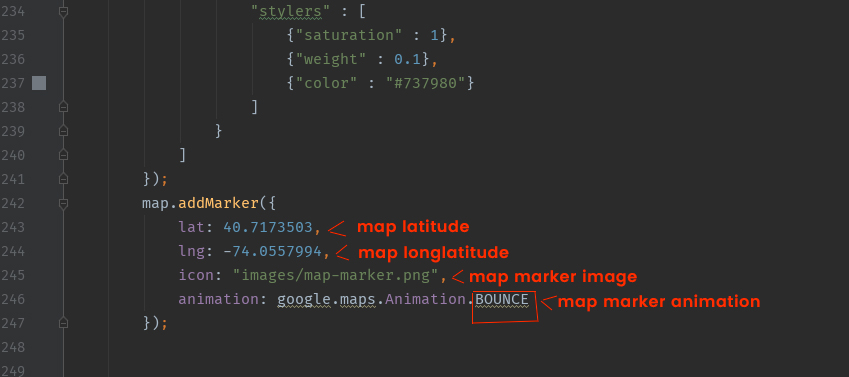 234 "stylers" : [
235 {"saturation" : 1},
236 {"weight" : 0.1},
237 {"color" : "#737980"}
238 ]
239 }
240 ]
241 });
242 map.addMarker({
243 lat: 40.7173503, map latitude
244 lng: -74.0557994, map longlatitude
245 icon: "images/map-marker.png", map marker image
246 animation: google.maps.Animation.BOUNCE map marker animation
247 });
248
249